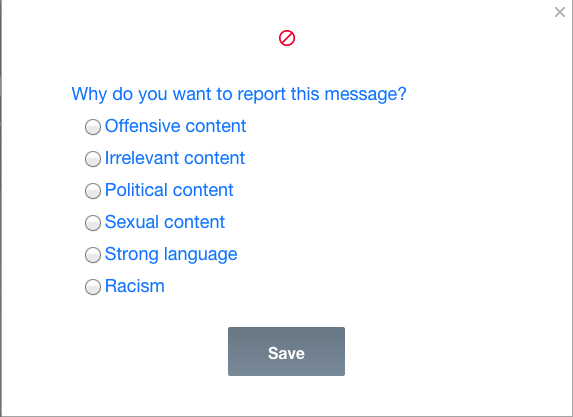 Why do you want to report this message?
Offensive content
Irrelevant content
Political content
Sexual content
Strong language
Racism
Save